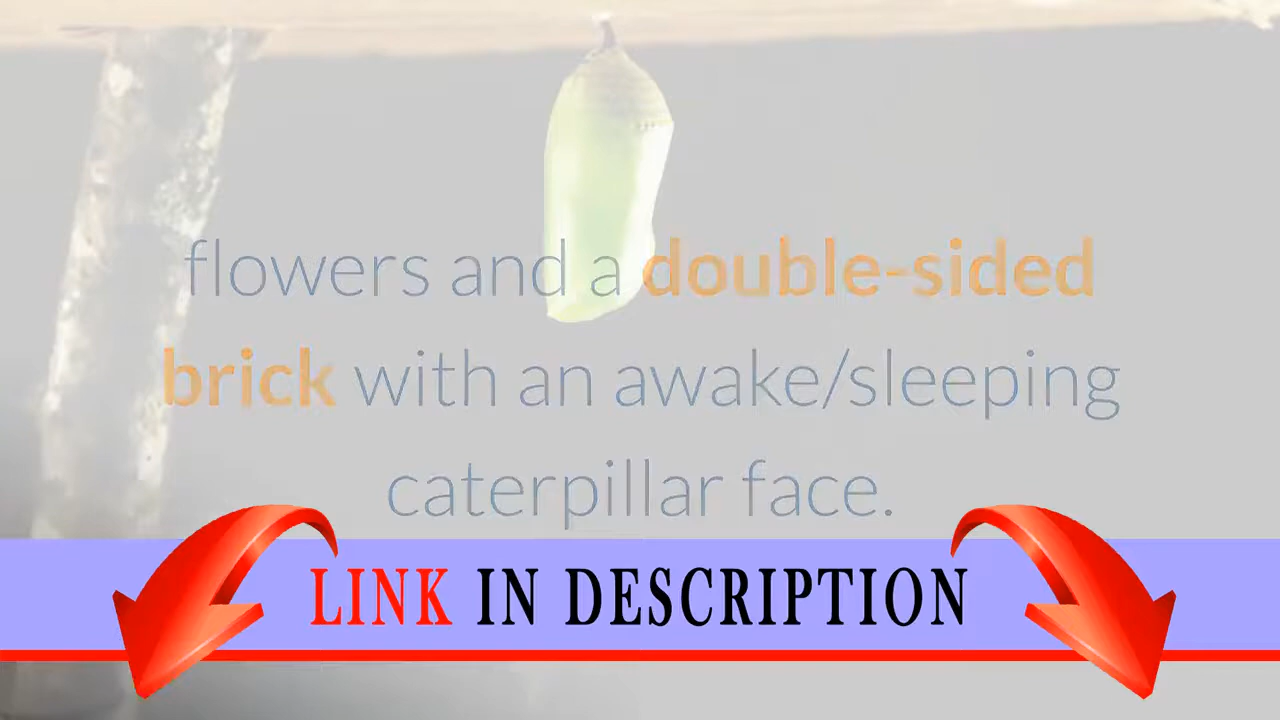 flowers and a double-sided
brick with an awake/sleeping
caterpillar face.
LINK IN DESCRIPTION